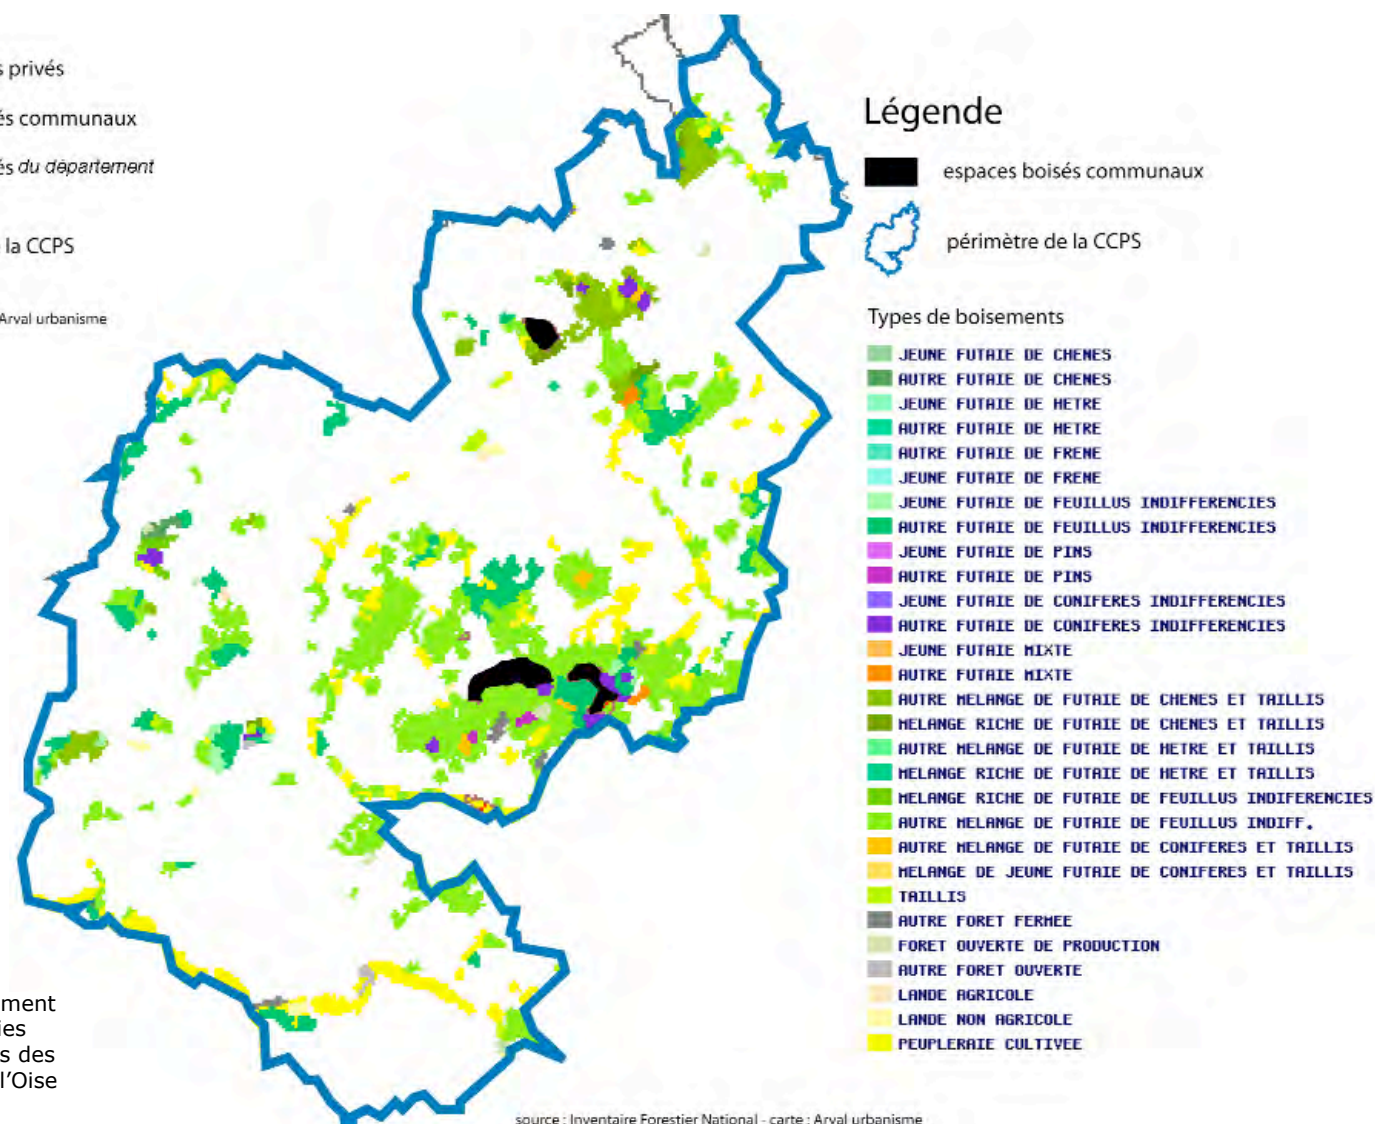 s privés
és communaux
és du département
la CCPS
Arval urbanisme
Légende
espaces boisés communaux
périmètre de la CCPS
Types de boisements
JEUNE FUTAIE DE CHENES
AUTRE FUTAIE DE CHENES
JEUNE FUTAIE DE HETRE
AUTRE FUTAIE DE HETRE
AUTRE FUTAIE DE FRENE
JEUNE FUTAIE DE FRENE
JEUNE FUTAIE DE FEUILLUS INDIFFERENCIES
AUTRE FUTAIE DE FEUILLUS INDIFFERENCIES
JEUNE FUTAIE DE PINS
AUTRE FUTAIE DE PINS
JEUNE FUTAIE DE CONIFERES INDIFFERENCIES
AUTRE FUTAIE DE CONIFERES INDIFFERENCIES
JEUNE FUTAIE MIXTE
AUTRE FUTAIE MIXTE
AUTRE MELANGE DE FUTAIE DE CHENES ET TAILLIS
MELANGE RICHE DE FUTAIE DE CHENES ET TAILLIS
AUTRE MELANGE DE FUTAIE DE HETRE ET TAILLIS
MELANGE RICHE DE FUTAIE DE HETRE ET TAILLIS
MELANGE RICHE DE FUTAIE DE FEUILLUS INDIFERENCIES
AUTRE MELANGE DE FUTAIE DE FEUILLUS INDIFF.
AUTRE MELANGE DE FUTAIE DE CONIFERES ET TAILLIS
MELANGE DE JEUNE FUTAIE DE CONIFERES ET TAILLIS
TAILLIS
AUTRE FORET FERMEE
FORET OUVERTE DE PRODUCTION
AUTRE FORET OUVERTE
LANDE AGRICOLE
LANDE NON AGRICOLE
PEUPLERAIE CULTIVEE
ment
ies
s des
l'Oise
source : Inventaire Forestier National - carte : Arval urbanisme